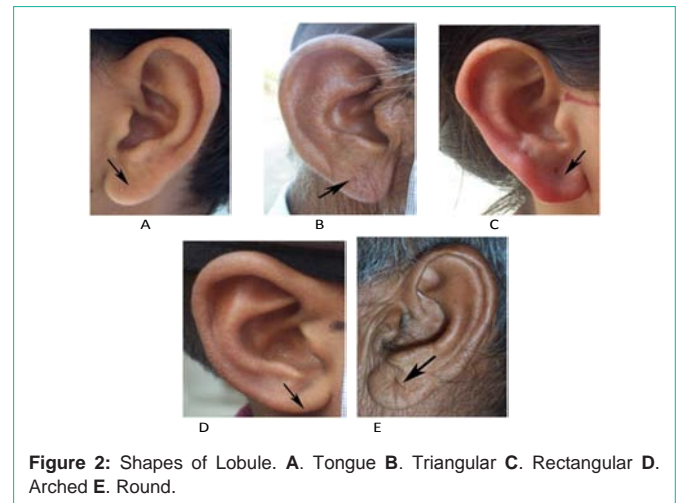 A
B
C
D
E
Figure 2: Shapes of Lobule. A. Tongue B. Triangular C. Rectangular D.
Arched E. Round.